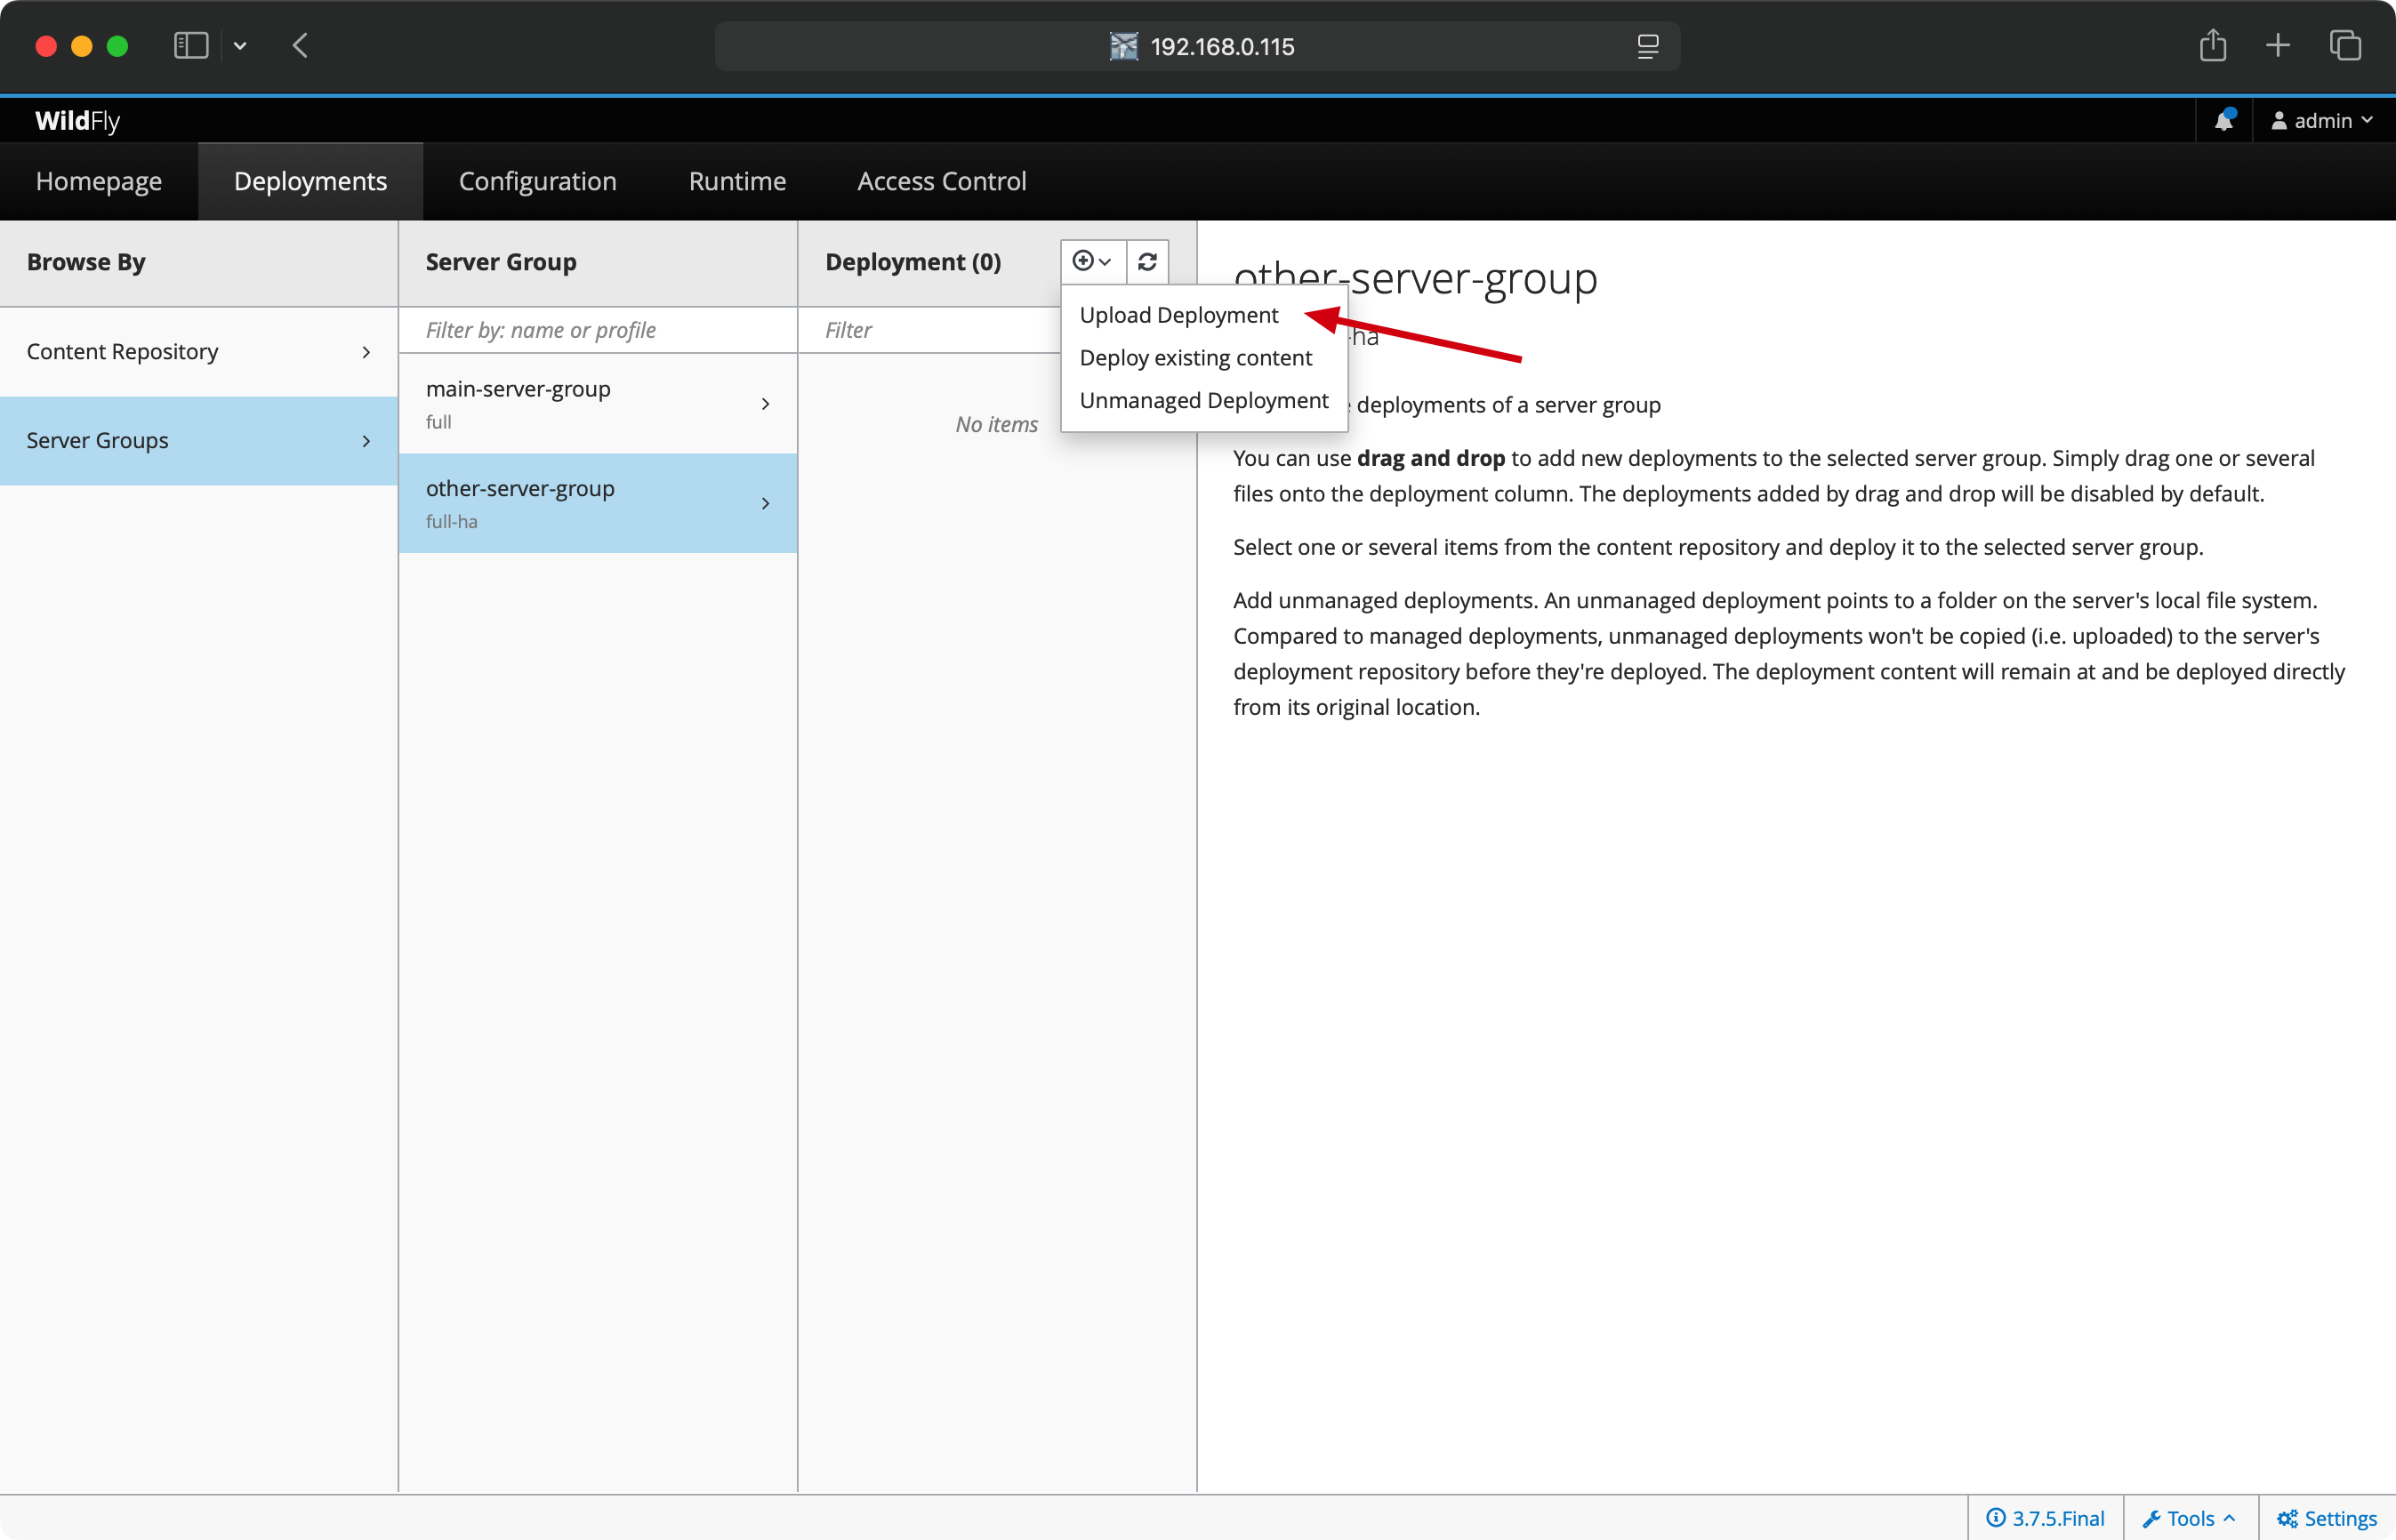 192.168.0.115
WildFly
admin
Homepage
Deployments
Configuration
Runtime
Access Control
Browse By
Content Repository
Server Groups
Server Group
Filter by: name or profile
main-server-group
full
other-server-group
full-ha
Deployment (0)
Filter
No items
Upload Deployment
Deploy existing content
Unmanaged Deployment
other-server-group
-ha
deployments of a server group
You can use drag and drop to add new deployments to the selected server group. Simply drag one or several
files onto the deployment column. The deployments added by drag and drop will be disabled by default.
Select one or several items from the content repository and deploy it to the selected server group.
Add unmanaged deployments. An unmanaged deployment points to a folder on the server's local file system.
Compared to managed deployments, unmanaged deployments won't be copied (i.e. uploaded) to the server's
deployment repository before they're deployed. The deployment content will remain at and be deployed directly
from its original location.
3.7.5.Final
Tools
Settings